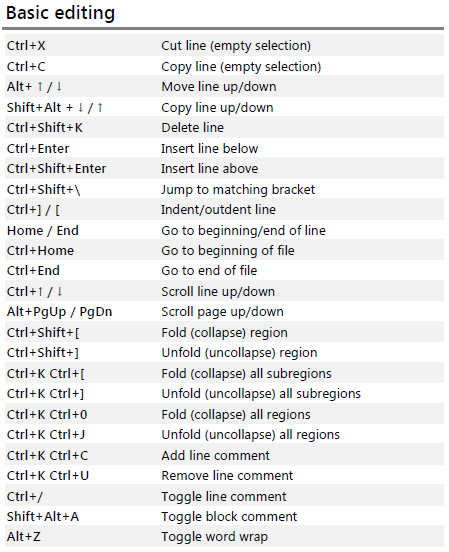 Basic editing
Ctrl+X Cut line (empty selection)
Ctrl+C Copy line (empty selection)
Alt+ ↑ / ↓ Move line up/down
Shift+Alt + ↓ / ↑ Copy line up/down
Ctrl+Shift+K Delete line
Ctrl+Enter Insert line below
Ctrl+Shift+Enter Insert line above
Ctrl+Shift+\ Jump to matching bracket
Ctrl+] / [ Indent/outdent line
Home / End Go to beginning/end of line
Ctrl+Home Go to beginning of file
Ctrl+End Go to end of file
Ctrl+↑ / ↓ Scroll line up/down
Alt+PgUp / PgDn Scroll page up/down
Ctrl+Shift+[ Fold (collapse) region
Ctrl+Shift+] Unfold (uncollapse) region
Ctrl+K Ctrl+[ Fold (collapse) all subregions
Ctrl+K Ctrl+] Unfold (uncollapse) all subregions
Ctrl+K Ctrl+0 Fold (collapse) all regions
Ctrl+K Ctrl+J Unfold (uncollapse) all regions
Ctrl+K Ctrl+C Add line comment
Ctrl+K Ctrl+U Remove line comment
Ctrl+/ Toggle line comment
Shift+Alt+A Toggle block comment
Alt+Z Toggle word wrap